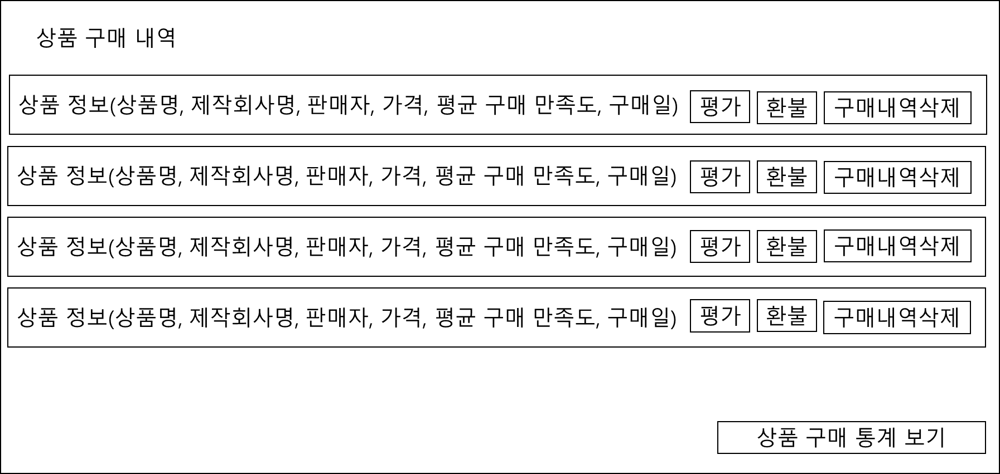 상품 구매 내역
상품 정보(상품명, 제작회사명, 판매자, 가격, 평균 구매 만족도, 구매일) 평가 환불 구매내역삭제
상품 정보(상품명, 제작회사명, 판매자, 가격, 평균 구매 만족도, 구매일) 평가 환불 구매내역삭제
상품 정보(상품명, 제작회사명, 판매자, 가격, 평균 구매 만족도, 구매일) 평가 환불 구매내역삭제
상품 정보(상품명, 제작회사명, 판매자, 가격, 평균 구매 만족도, 구매일) 평가 환불 구매내역삭제
상품 구매 통계 보기